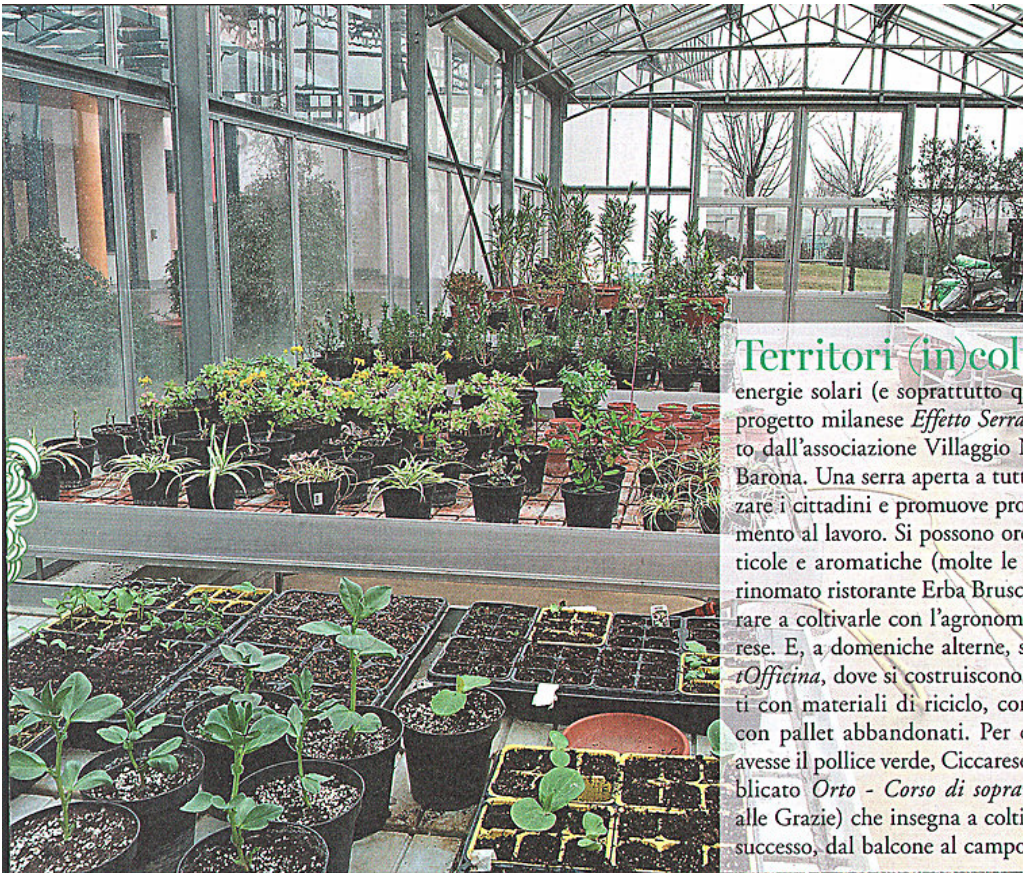 Territori (in)col
energie solari (e soprattutto q
progetto milanese Effetto Serra
to dall'associazione Villaggio
Barona. Una serra aperta a tutt
zare i cittadini e promuove pro
mento al lavoro. Si possono or
ticole e aromatiche (molte le
rinomato ristorante Erba Brusc
rare a coltivarle con l'agronom
rese. E, a domeniche alterne, s
tOfficina, dove si costruiscono
ti con materiali di riciclo, con
con pallet abbandonati. Per
avesse il pollice verde, Ciccarese
blicato Orto - Corso di sopra
alle Grazie) che insegna a colti
successo, dal balcone al campo